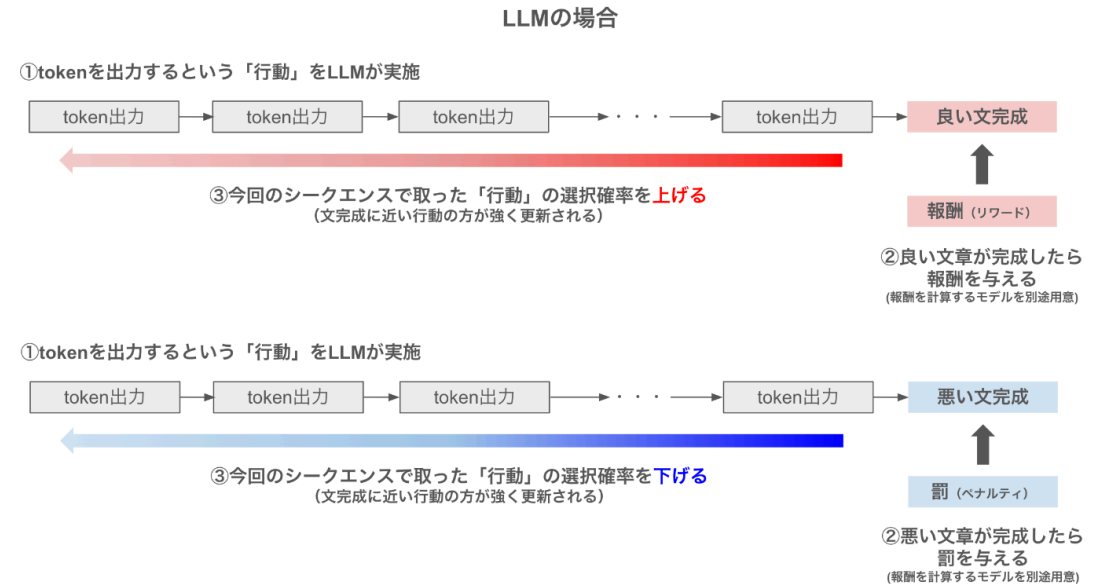 LLMの場合
①tokenを出力するという「行動」をLLMが実施
token出力
token出力
token出力
・・・
token出力
良い文完成
③今回のシークエンスで取った「行動」の選択確率を上げる
（文完成に近い行動の方が強く更新される）
報酬（リワード）
②良い文章が完成したら
報酬を与える
(報酬を計算するモデルを別途用意)
①tokenを出力するという「行動」をLLMが実施
token出力
token出力
token出力
・・・
token出力
悪い文完成
③今回のシークエンスで取った「行動」の選択確率を下げる
（文完成に近い行動の方が強く更新される）
罰（ペナルティ）
②悪い文章が完成したら
罰を与える
(報酬を計算するモデルを別途用意)